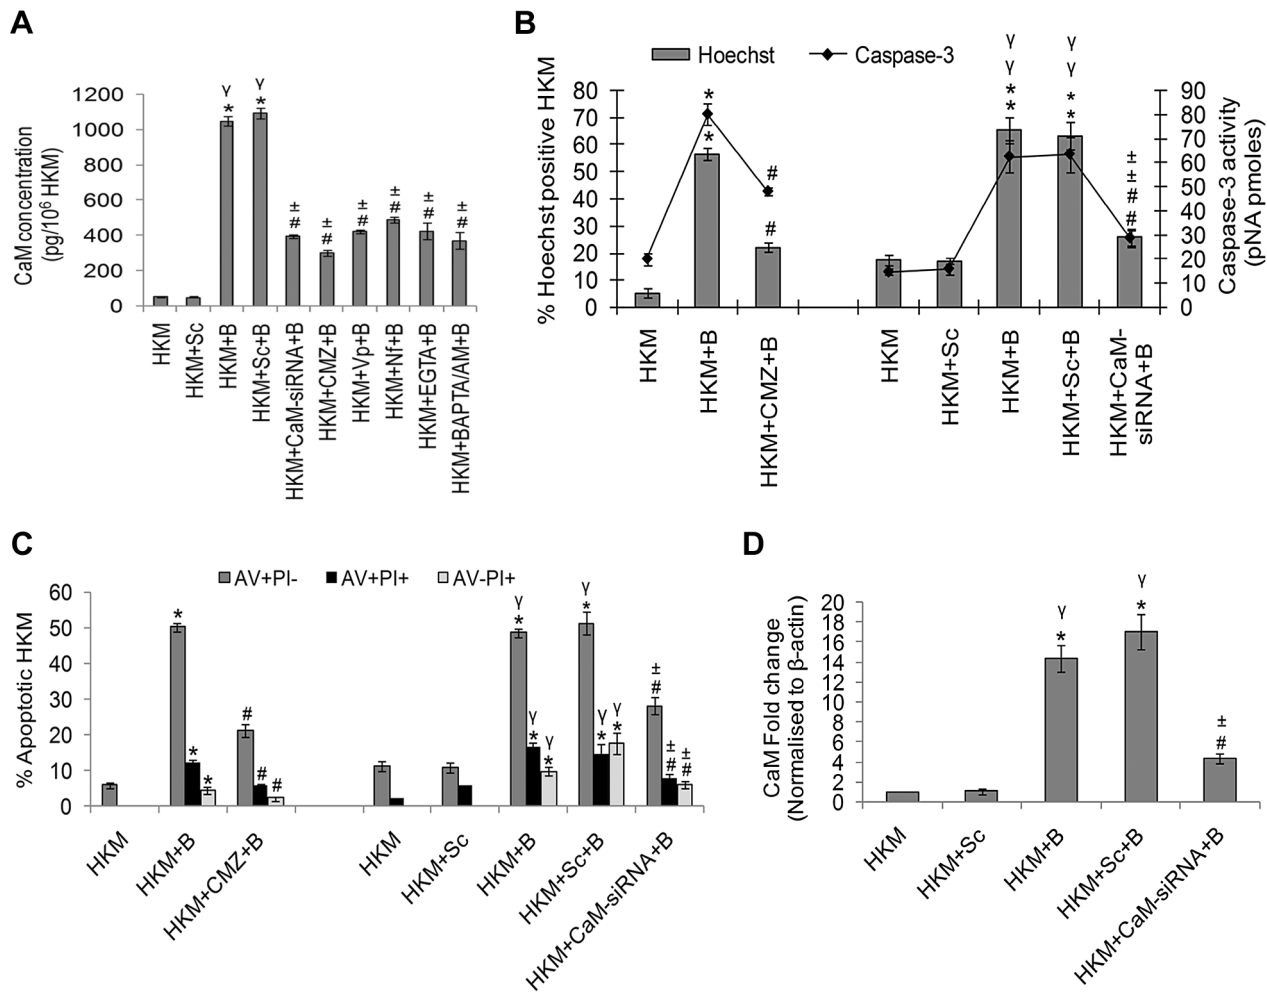 A
CaM concentration
(pg/10⁶ HKM)
1200
1000
800
600
400
200
0
γ
*
γ
*
±
#
±
#
±
#
±
#
±
#
±
#
HKM
HKM+Sc
HKM+B
HKM+Sc+B
HKM+CaM-siRNA+B
HKM+CMZ+B
HKM+Vp+B
HKM+Nf+B
HKM+EGTA+B
HKM+BAPTA/AM+B
B
Hoechst
Caspase-3
% Hoechst positive HKM
80
70
60
50
40
30
20
10
0
*
*
#
#
γ
γ
*
*
γ
γ
*
*
±
±
#
#
90
80
70
60
50
40
30
20
10
0
Caspase-3 activity
(pNA pmoles)
HKM
HKM+B
HKM+CMZ+B
HKM
HKM+Sc
HKM+B
HKM+Sc+B
HKM+CaM-
siRNA+B
C
AV+PI-
AV+PI+
AV-PI+
% Apoptotic HKM
60
50
40
30
20
10
0
*
*
*
#
#
#
γ
*
γ
*
γ
*
γ
*
γ
*
γ
*
±
#
±
#
±
#
HKM
HKM+B
HKM+CMZ+B
HKM
HKM+Sc
HKM+B
HKM+Sc+B
HKM+CaM-siRNA+B
D
CaM Fold change
(Normalised to β-actin)
20
18
16
14
12
10
8
6
4
2
0
γ
*
γ
*
±
#
HKM
HKM+Sc
HKM+B
HKM+Sc+B
HKM+CaM-siRNA+B